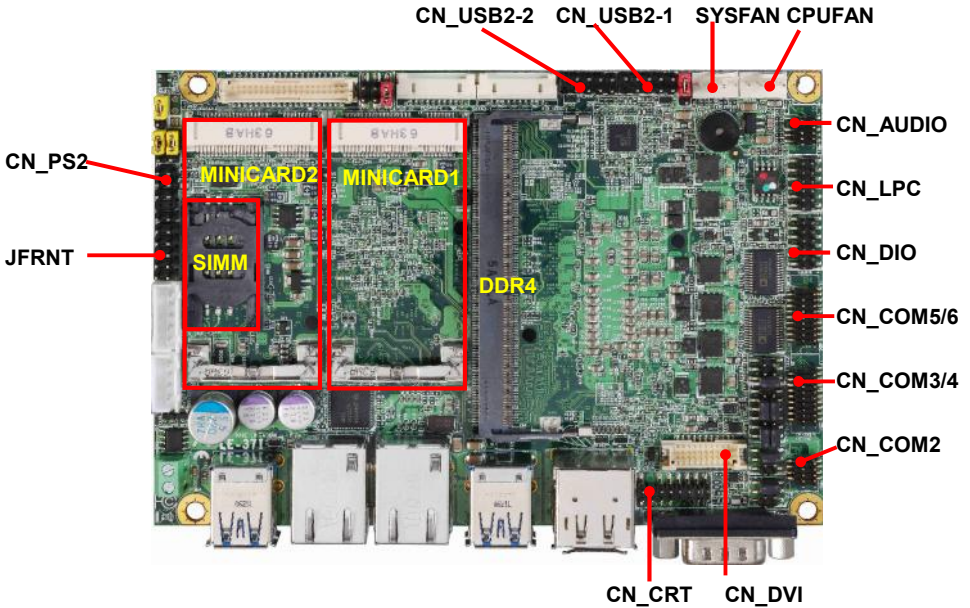 CN_USB2-2 CN_USB2-1 SYSFAN CPUFAN
CN_AUDIO
CN_PS2
MINICARD2 MINICARD1
CN_LPC
JFRNT
SIMM
CN_DIO
DDR4
CN_COM5/6
CN_COM3/4
CN_COM2
CN_CRT CN_DVI